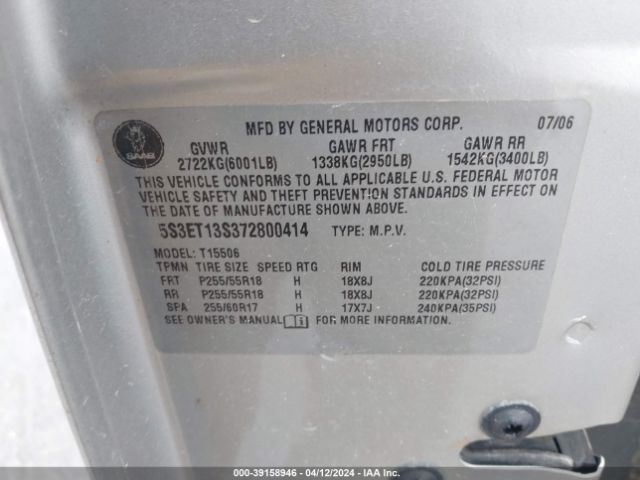 MFD BY GENERAL MOTORS CORP. 07/06
SAAB
GVWR GAWR FRT GAWR RR
2722KG(6001LB) 1338KG(2950LB) 1542KG(3400LB)
THIS VEHICLE CONFORMS TO ALL APPLICABLE U.S. FEDERAL MOTOR
VEHICLE SAFETY AND THEFT PREVENTION STANDARDS IN EFFECT ON
THE DATE OF MANUFACTURE SHOWN ABOVE.
5S3ET13S372800414 TYPE: M.P.V.
MODEL: T15506
TPMN TIRE SIZE SPEED RTG RIM COLD TIRE PRESSURE
FRT P255/55R18 H 18X8J 220KPA(32PSI)
RR P255/55R18 H 18X8J 220KPA(32PSI)
SPA 255/60R17 H 17X7J 240KPA(35PSI)
SEE OWNER'S MANUAL FOR MORE INFORMATION.
000-39158946 - 04/12/2024 - IAA Inc.